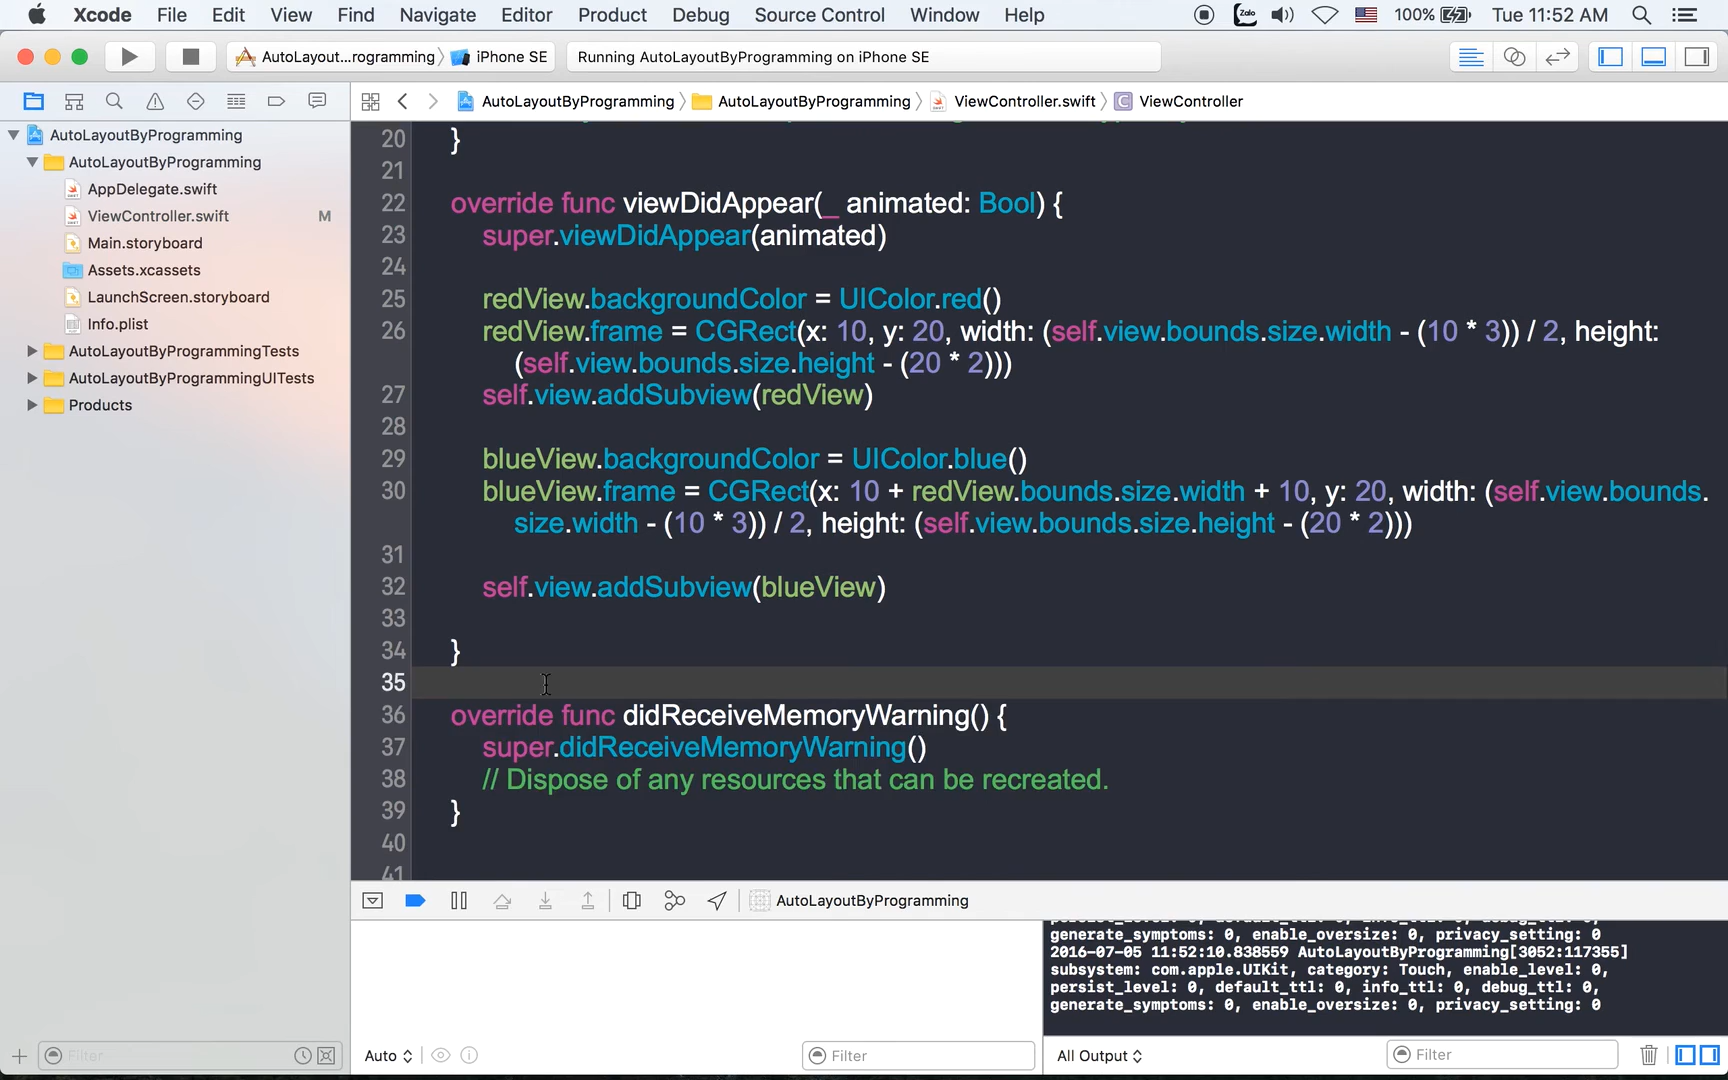 Xcode File Edit View Find Navigate Editor Product Debug Source Control Window Help Zalo 100% Tue 11:52 AM
AutoLayout...rogramming iPhone SE Running AutoLayoutByProgramming on iPhone SE
AutoLayoutByProgramming AutoLayoutByProgramming ViewController.swift C ViewController
AutoLayoutByProgramming
AutoLayoutByProgramming
AppDelegate.swift
ViewController.swift M
Main.storyboard
Assets.xcassets
LaunchScreen.storyboard
Info.plist
AutoLayoutByProgrammingTests
AutoLayoutByProgrammingUITests
Products
Filter
20 }
21
22 override func viewDidAppear(_ animated: Bool) {
23 super.viewDidAppear(animated)
24
25 redView.backgroundColor = UIColor.red()
26 redView.frame = CGRect(x: 10, y: 20, width: (self.view.bounds.size.width - (10 * 3)) / 2, height:
(self.view.bounds.size.height - (20 * 2)))
27 self.view.addSubview(redView)
28
29 blueView.backgroundColor = UIColor.blue()
30 blueView.frame = CGRect(x: 10 + redView.bounds.size.width + 10, y: 20, width: (self.view.bounds.
size.width - (10 * 3)) / 2, height: (self.view.bounds.size.height - (20 * 2)))
31
32 self.view.addSubview(blueView)
33
34 }
35
36 override func didReceiveMemoryWarning() {
37 super.didReceiveMemoryWarning()
38 // Dispose of any resources that can be recreated.
39 }
40
41
AutoLayoutByProgramming
generate_symptoms: 0, enable_oversize: 0, privacy_setting: 0
2016-07-05 11:52:10.838559 AutoLayoutByProgramming[3052:117355]
subsystem: com.apple.UIKit, category: Touch, enable_level: 0,
persist_level: 0, default_ttl: 0, info_ttl: 0, debug_ttl: 0,
generate_symptoms: 0, enable_oversize: 0, privacy_setting: 0
Auto Filter All Output Filter